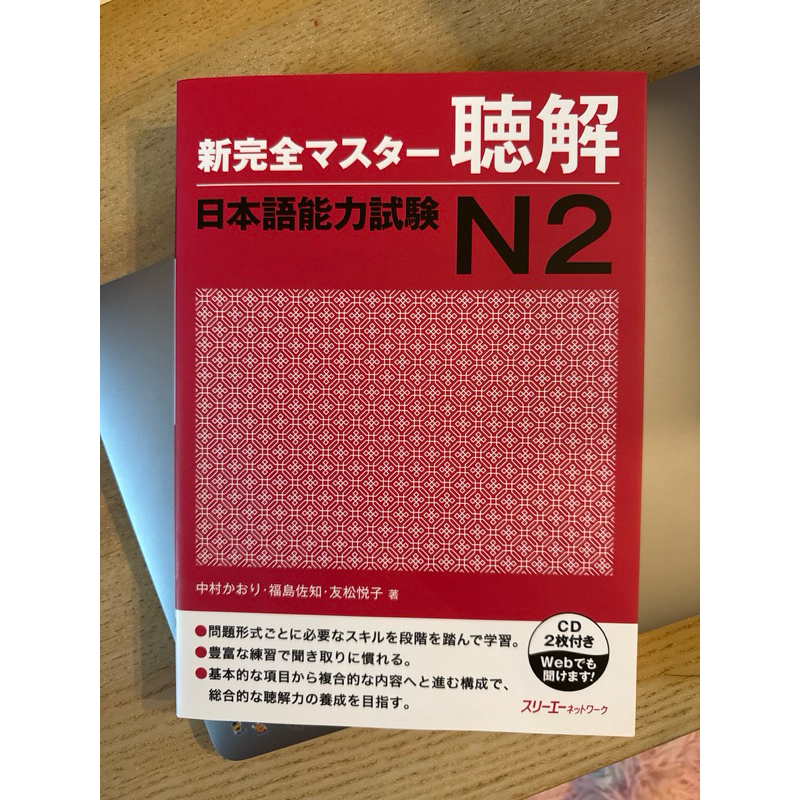 新完全マスター 聴解
日本語能力試験 N2
中村かおり・福島佐知・友松悦子 著
●問題形式ごとに必要なスキルを段階を踏んで学習。
●豊富な練習で聞き取りに慣れる。
●基本的な項目から複合的な内容へと進む構成で、
総合的な聴解力の養成を目指す。
CD
2枚付き
Webでも
聞けます!
スリーエーネットワーク